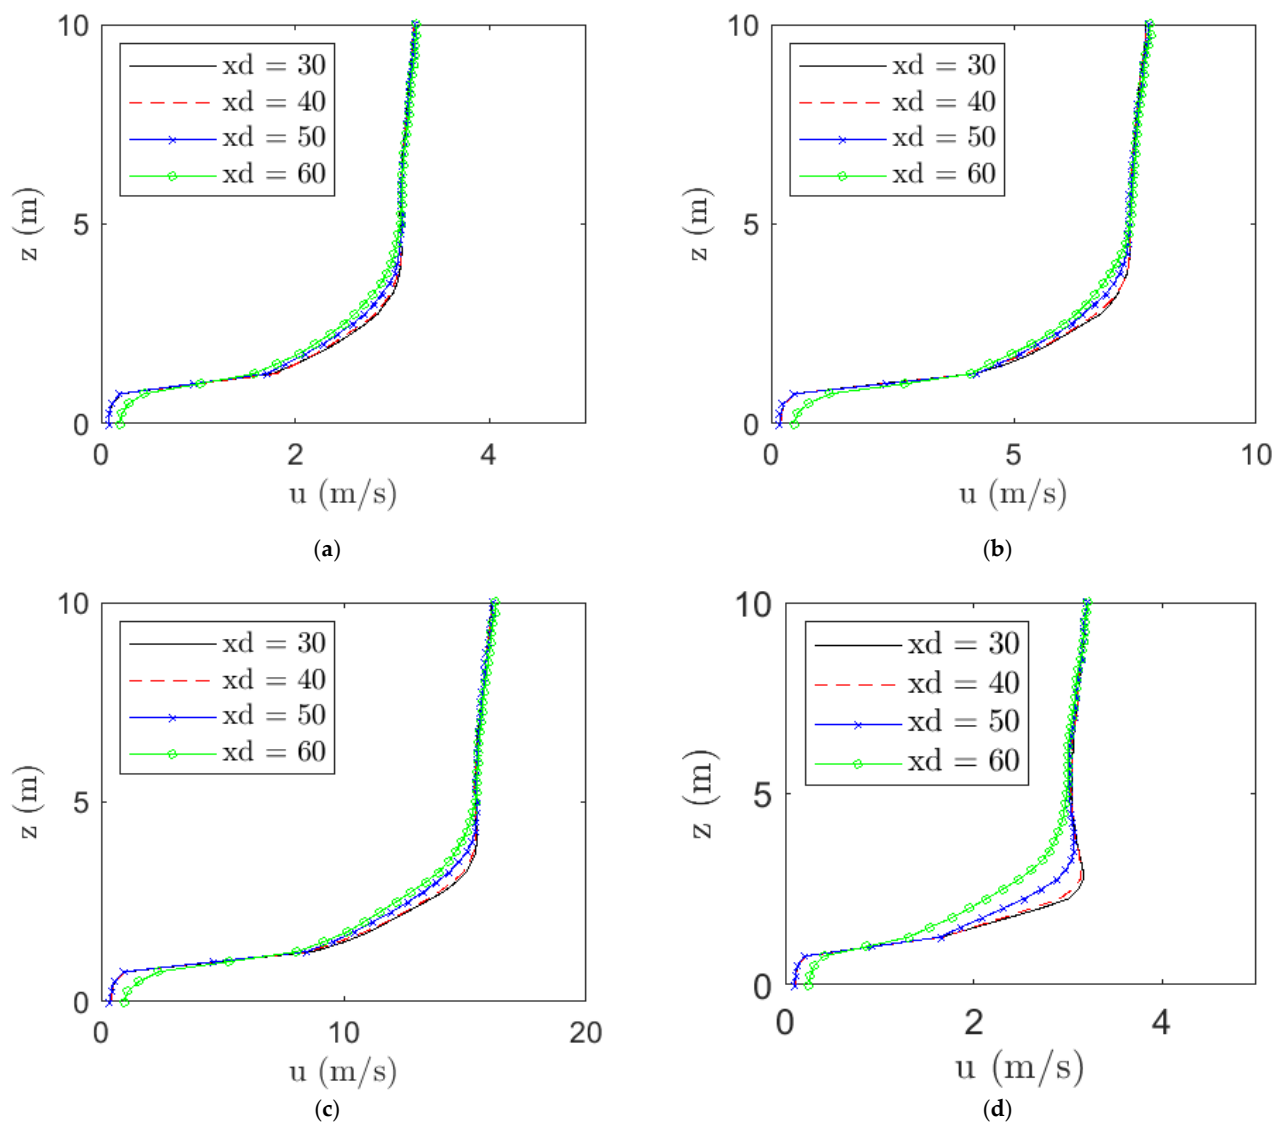 10
xd = 30
xd = 40
xd = 50
xd = 60
z (m)
5
0
0 2 4
u (m/s)
(a)
10
xd = 30
xd = 40
xd = 50
xd = 60
z (m)
5
0
0 5 10
u (m/s)
(b)
10
xd = 30
xd = 40
xd = 50
xd = 60
z (m)
5
0
0 10 20
u (m/s)
(c)
10
xd = 30
xd = 40
xd = 50
xd = 60
z (m)
5
0
0 2 4
u (m/s)
(d)